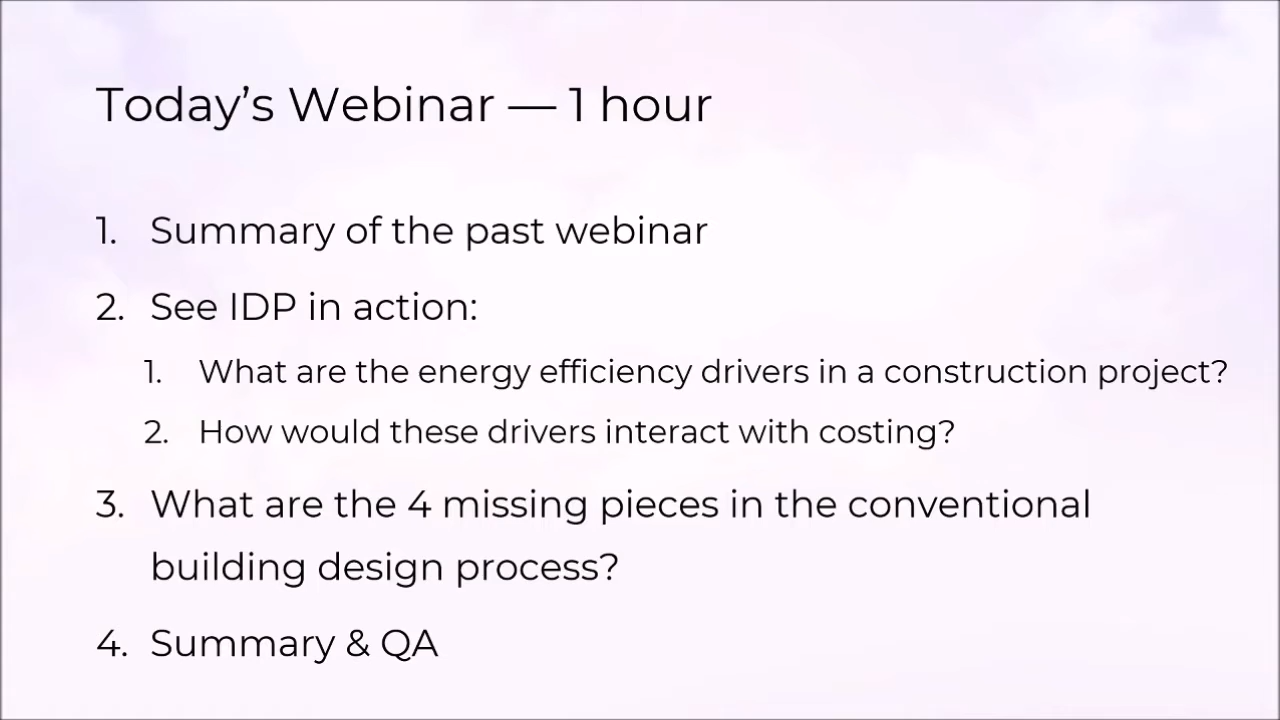 Today’s Webinar — 1 hour
1. Summary of the past webinar
2. See IDP in action:
1. What are the energy efficiency drivers in a construction project?
2. How would these drivers interact with costing?
3. What are the 4 missing pieces in the conventional
building design process?
4. Summary & QA